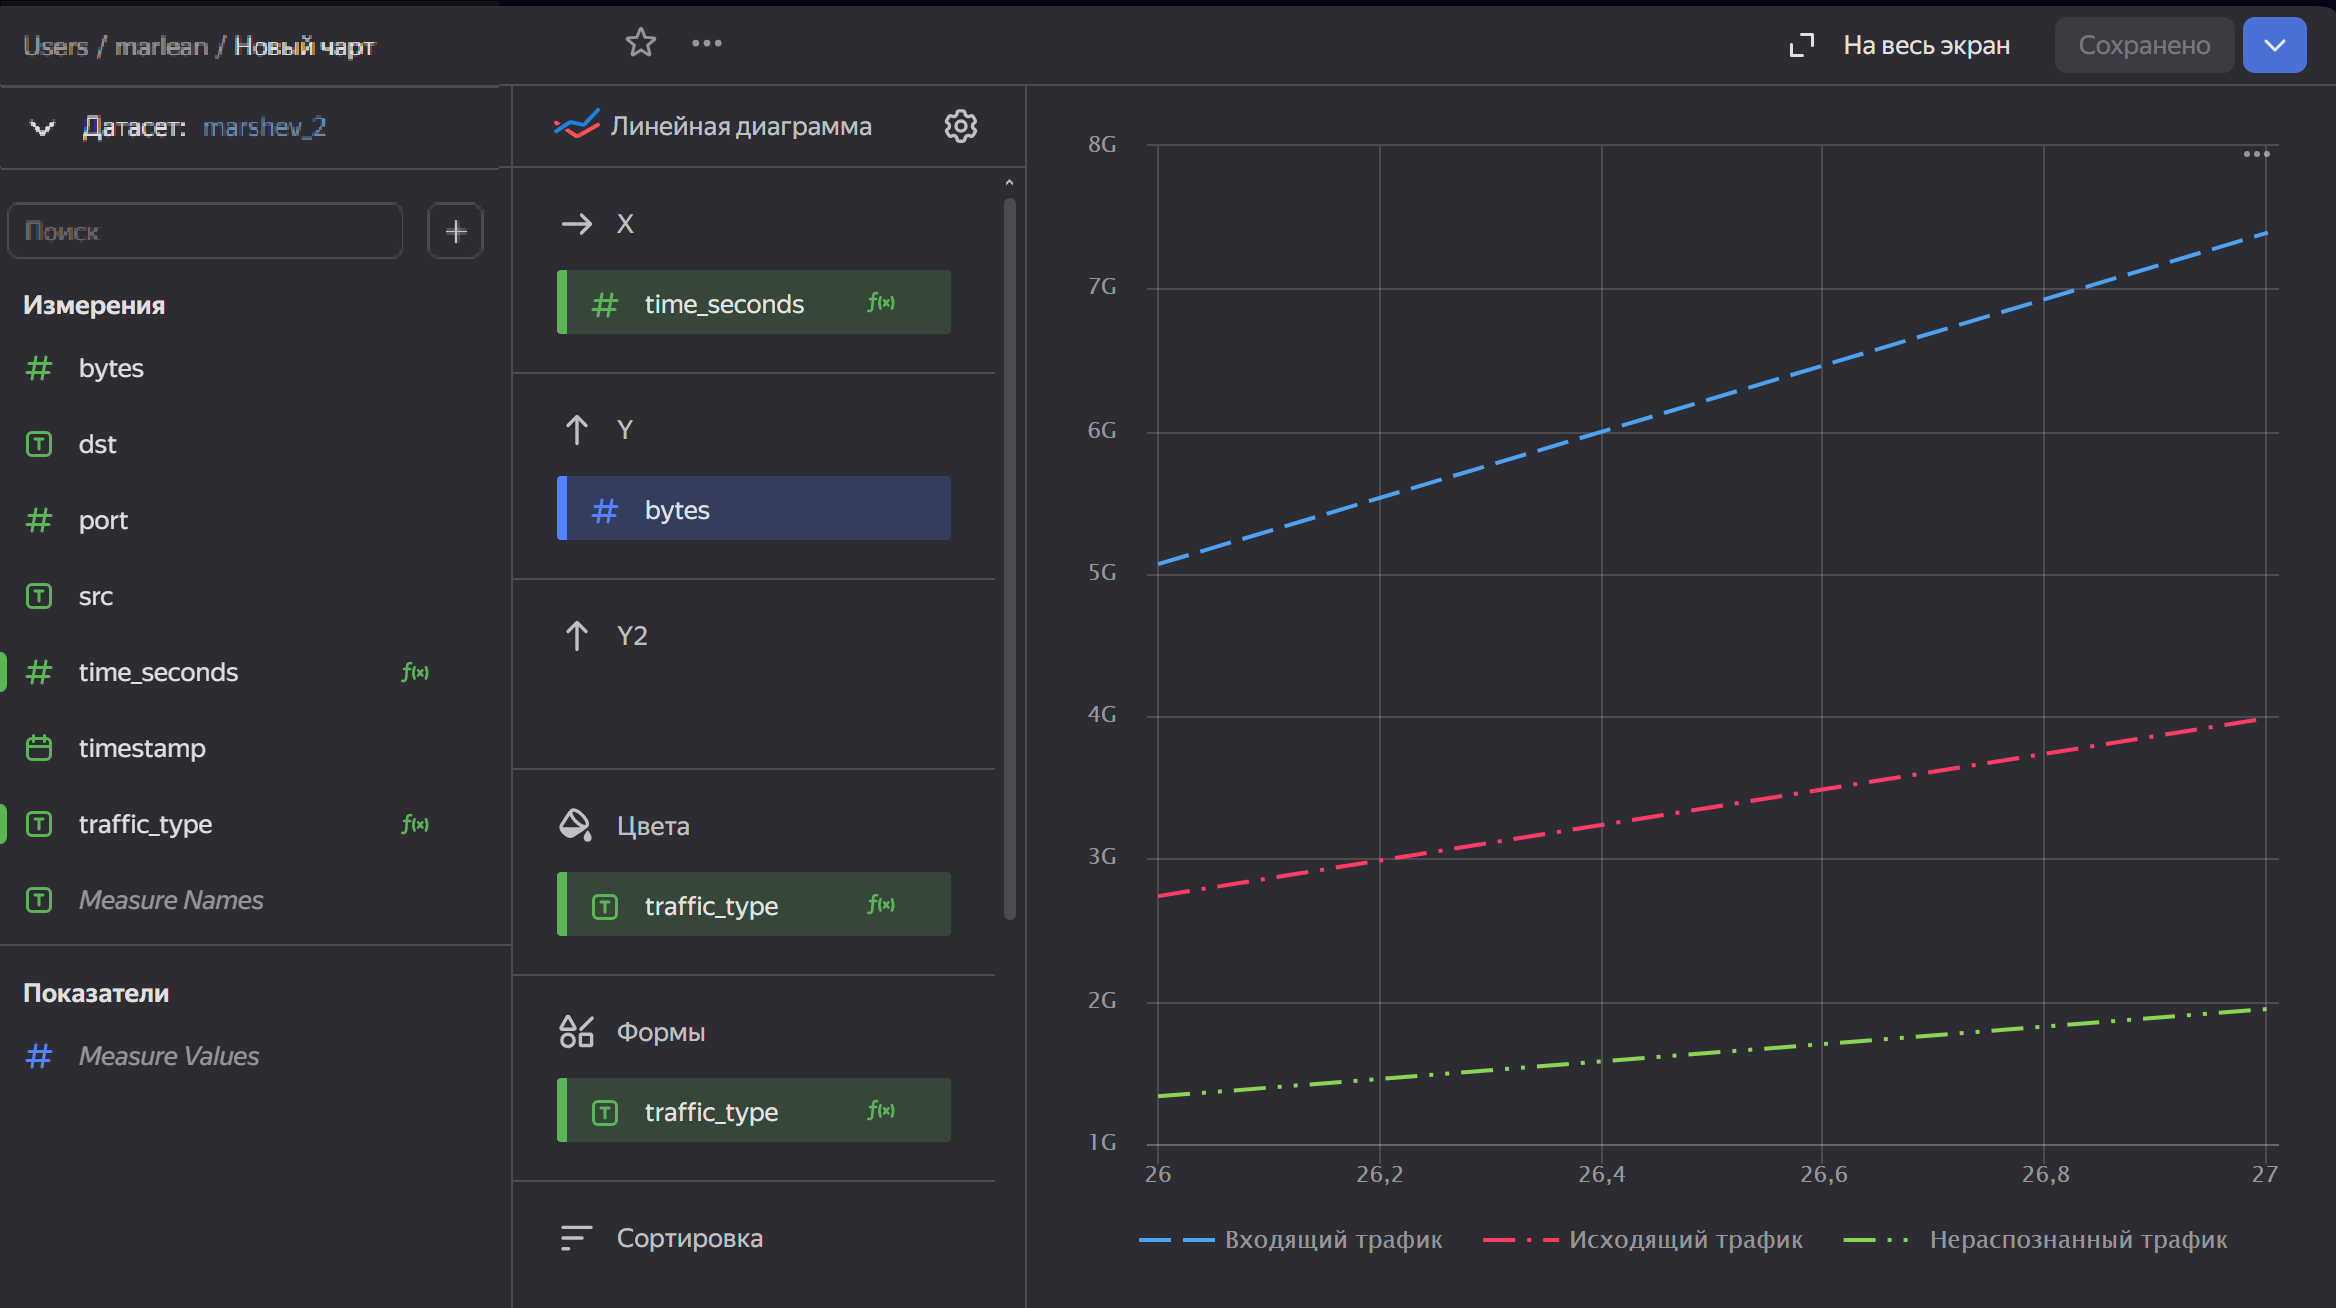 Users / marlean / Новый чарт
На весь экран
Сохранено
Датасет: marshev_2
Поиск
Измерения
bytes
dst
port
src
time_seconds f(x)
timestamp
traffic_type f(x)
Measure Names
Показатели
Measure Values
Линейная диаграмма
X
time_seconds f(x)
Y
bytes
Y2
Цвета
traffic_type f(x)
Формы
traffic_type f(x)
Сортировка
8G
7G
6G
5G
4G
3G
2G
1G
26 26,2 26,4 26,6 26,8 27
Входящий трафик Исходящий трафик Нераспознанный трафик